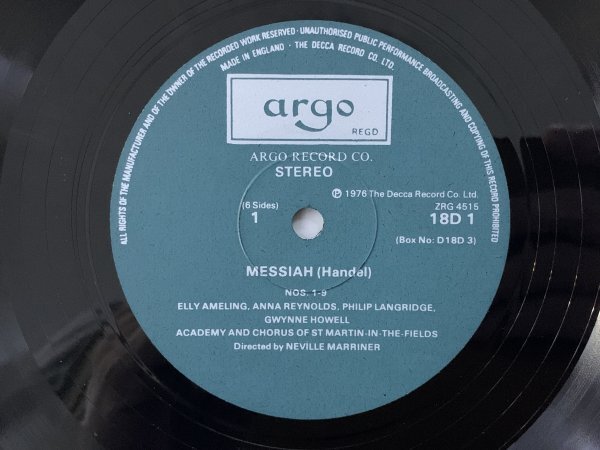 ALL RIGHTS OF THE MANUFACTURER AND OF THE OWNER OF THE RECORDED WORK RESERVED · UNAUTHORISED PUBLIC PERFORMANCE BROADCASTING AND COPYING OF THIS RECORD PROHIBITED
MADE IN ENGLAND · THE DECCA RECORD CO. LTD.
argo
REGD
ARGO RECORD CO.
STEREO
℗ 1976 The Decca Record Co. Ltd.
(6 Sides)
ZRG 4515
1
18D 1
(Box No: D18D 3)
MESSIAH (Handel)
NOS. 1-9
ELLY AMELING, ANNA REYNOLDS, PHILIP LANGRIDGE,
GWYNNE HOWELL
ACADEMY AND CHORUS OF ST MARTIN-IN-THE-FIELDS
Directed by NEVILLE MARRINER